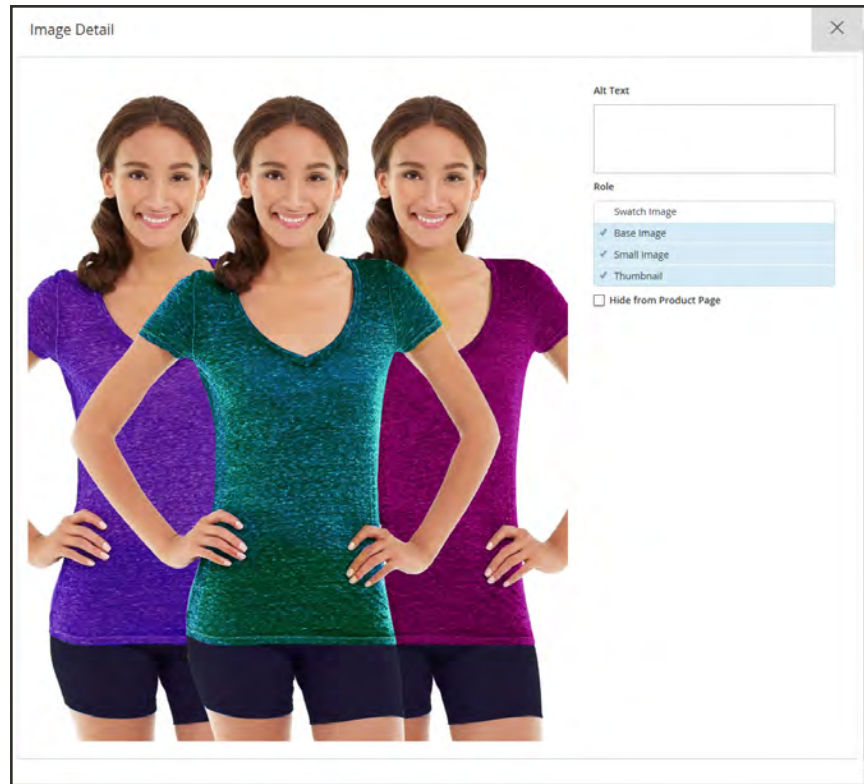 Image Detail
Alt Text
Role
Swatch Image
Base Image
Small Image
Thumbnail
Hide from Product Page